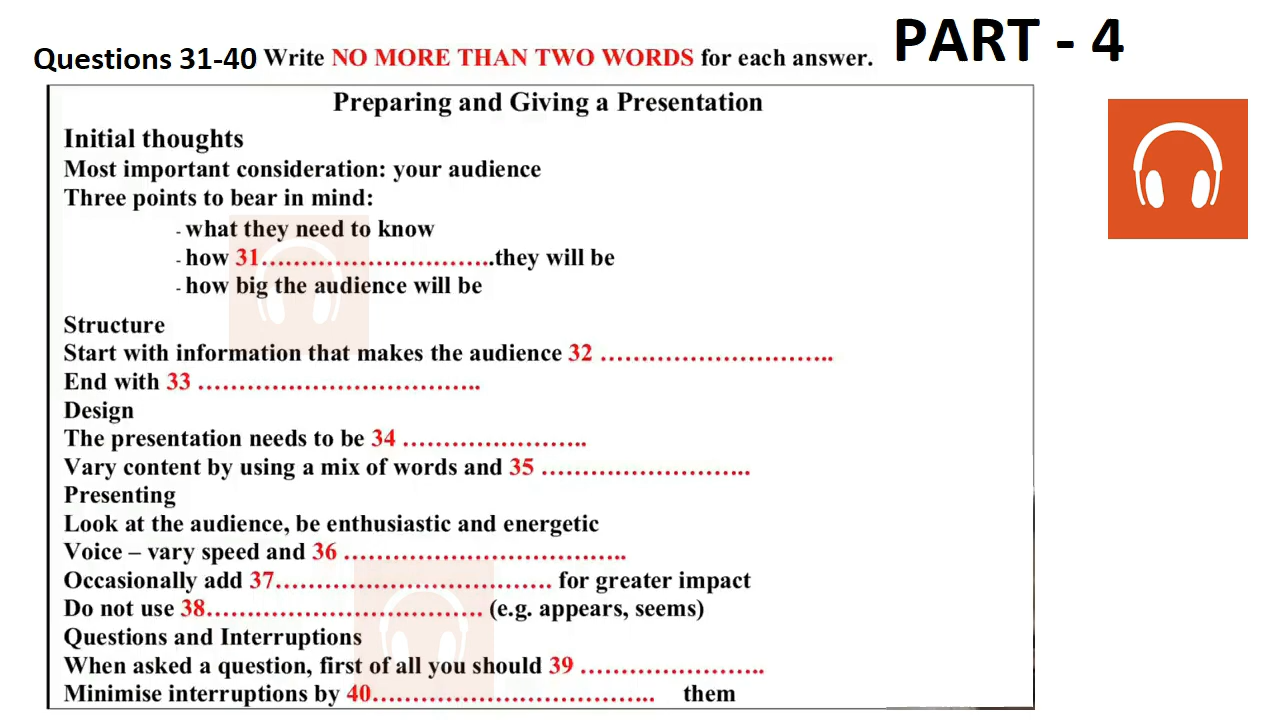 Questions 31-40 Write NO MORE THAN TWO WORDS for each answer.
PART - 4
Preparing and Giving a Presentation
Initial thoughts
Most important consideration: your audience
Three points to bear in mind:
- what they need to know
- how 31………………………..they will be
- how big the audience will be
Structure
Start with information that makes the audience 32 ………………………..
End with 33 ……………………………..
Design
The presentation needs to be 34 …………………..
Vary content by using a mix of words and 35 ……………………..
Presenting
Look at the audience, be enthusiastic and energetic
Voice – vary speed and 36 ……………………………..
Occasionally add 37……………………………. for greater impact
Do not use 38……………………………. (e.g. appears, seems)
Questions and Interruptions
When asked a question, first of all you should 39 …………………..
Minimise interruptions by 40…………………………….. them